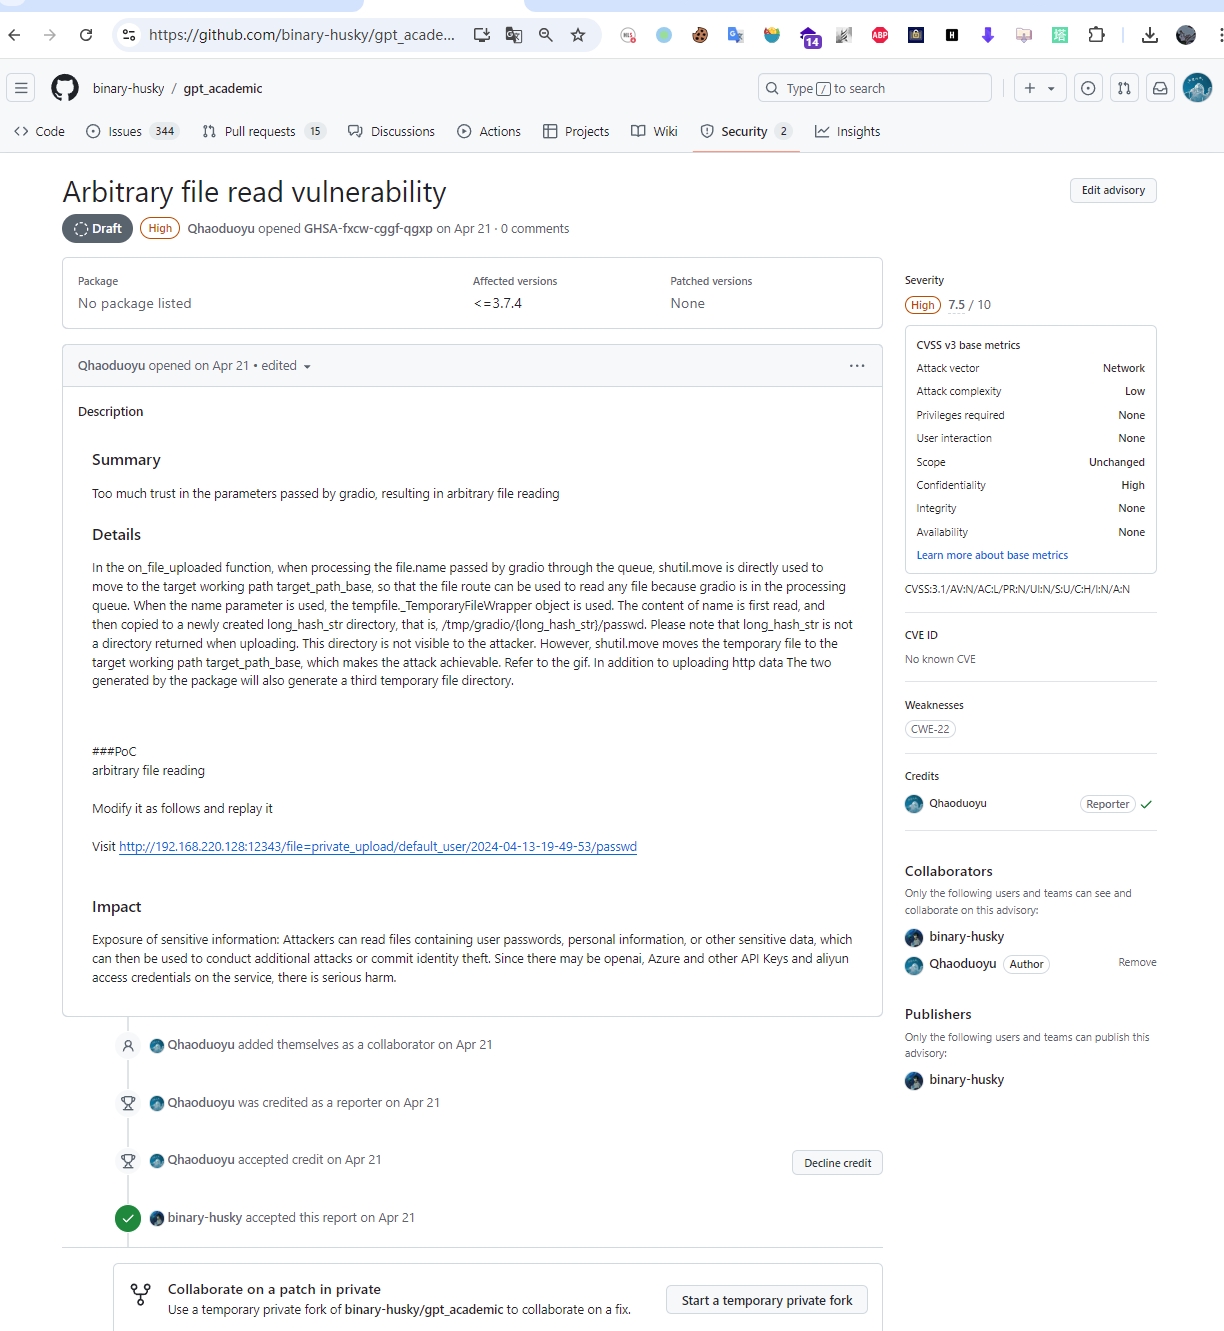 https://github.com/binary-husky/gpt_acade...
14
ABP
binary-husky / gpt_academic
Type / to search
Code
Issues 344
Pull requests 15
Discussions
Actions
Projects
Wiki
Security 2
Insights
Arbitrary file read vulnerability
Edit advisory
Draft
High
Qhaoduoyu opened GHSA-fxcw-cggf-qgxp on Apr 21 · 0 comments
Package
Affected versions
Patched versions
No package listed
<=3.7.4
None
Qhaoduoyu opened on Apr 21 • edited
Description
Summary
Too much trust in the parameters passed by gradio, resulting in arbitrary file reading
Details
In the on_file_uploaded function, when processing the file.name passed by gradio through the queue, shutil.move is directly used to
move to the target working path target_path_base, so that the file route can be used to read any file because gradio is in the processing
queue. When the name parameter is used, the tempfile._TemporaryFileWrapper object is used. The content of name is first read, and
then copied to a newly created long_hash_str directory, that is, /tmp/gradio/{long_hash_str}/passwd. Please note that long_hash_str is not
a directory returned when uploading. This directory is not visible to the attacker. However, shutil.move moves the temporary file to the
target working path target_path_base, which makes the attack achievable. Refer to the gif. In addition to uploading http data The two
generated by the package will also generate a third temporary file directory.
###PoC
arbitrary file reading
Modify it as follows and replay it
Visit http://192.168.220.128:12343/file=private_upload/default_user/2024-04-13-19-49-53/passwd
Impact
Exposure of sensitive information: Attackers can read files containing user passwords, personal information, or other sensitive data, which
can then be used to conduct additional attacks or commit identity theft. Since there may be openai, Azure and other API Keys and aliyun
access credentials on the service, there is serious harm.
Qhaoduoyu added themselves as a collaborator on Apr 21
Qhaoduoyu was credited as a reporter on Apr 21
Qhaoduoyu accepted credit on Apr 21
Decline credit
binary-husky accepted this report on Apr 21
Collaborate on a patch in private
Use a temporary private fork of binary-husky/gpt_academic to collaborate on a fix.
Start a temporary private fork
Severity
High 7.5 / 10
CVSS v3 base metrics
Attack vector Network
Attack complexity Low
Privileges required None
User interaction None
Scope Unchanged
Confidentiality High
Integrity None
Availability None
Learn more about base metrics
CVSS:3.1/AV:N/AC:L/PR:N/UI:N/S:U/C:H/I:N/A:N
CVE ID
No known CVE
Weaknesses
CWE-22
Credits
Qhaoduoyu Reporter
Collaborators
Only the following users and teams can see and
collaborate on this advisory:
binary-husky
Qhaoduoyu Author Remove
Publishers
Only the following users and teams can publish this
advisory:
binary-husky